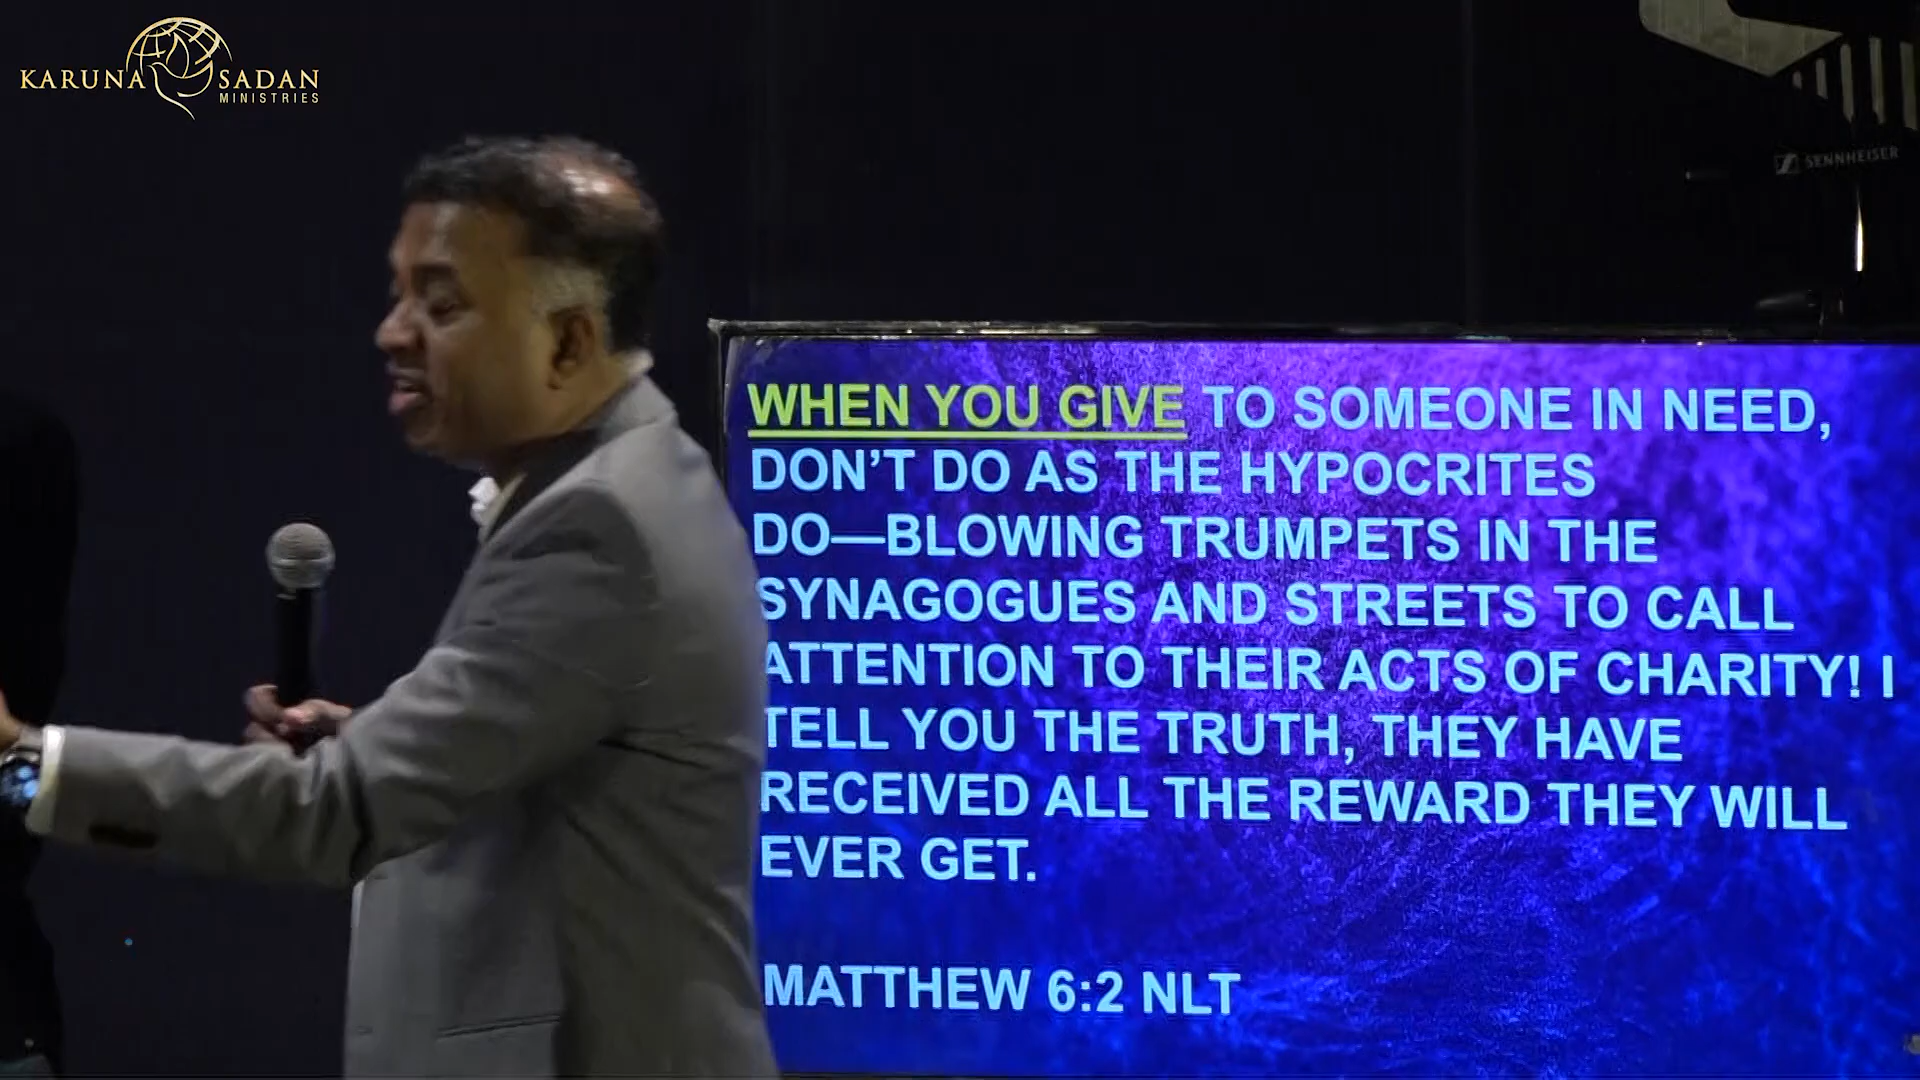 KARUNA SADAN
MINISTRIES
SENNHEISER
WHEN YOU GIVE TO SOMEONE IN NEED,
DON’T DO AS THE HYPOCRITES
DO—BLOWING TRUMPETS IN THE
SYNAGOGUES AND STREETS TO CALL
ATTENTION TO THEIR ACTS OF CHARITY! I
TELL YOU THE TRUTH, THEY HAVE
RECEIVED ALL THE REWARD THEY WILL
EVER GET.
MATTHEW 6:2 NLT